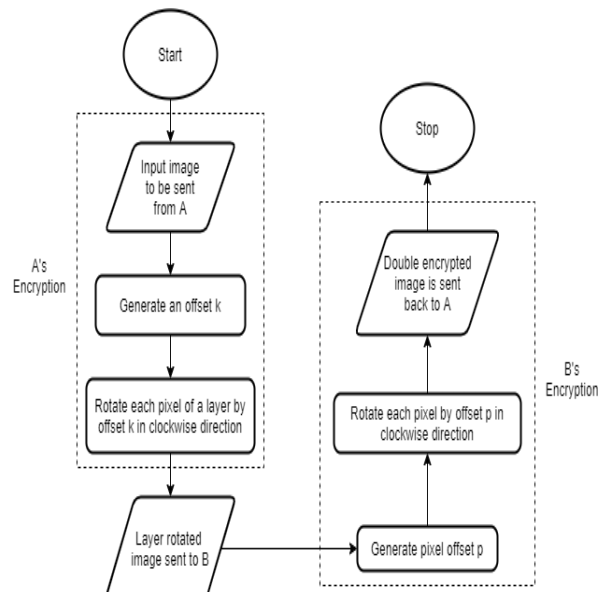 Start
Input image
to be sent
from A
A's
Encryption
Generate an offset k
Rotate each pixel of a layer by
offset k in clockwise direction
Layer rotated
image sent to B
Stop
Double encrypted
image is sent
back to A
B's
Encryption
Rotate each pixel by offset p in
clockwise direction
Generate pixel offset p